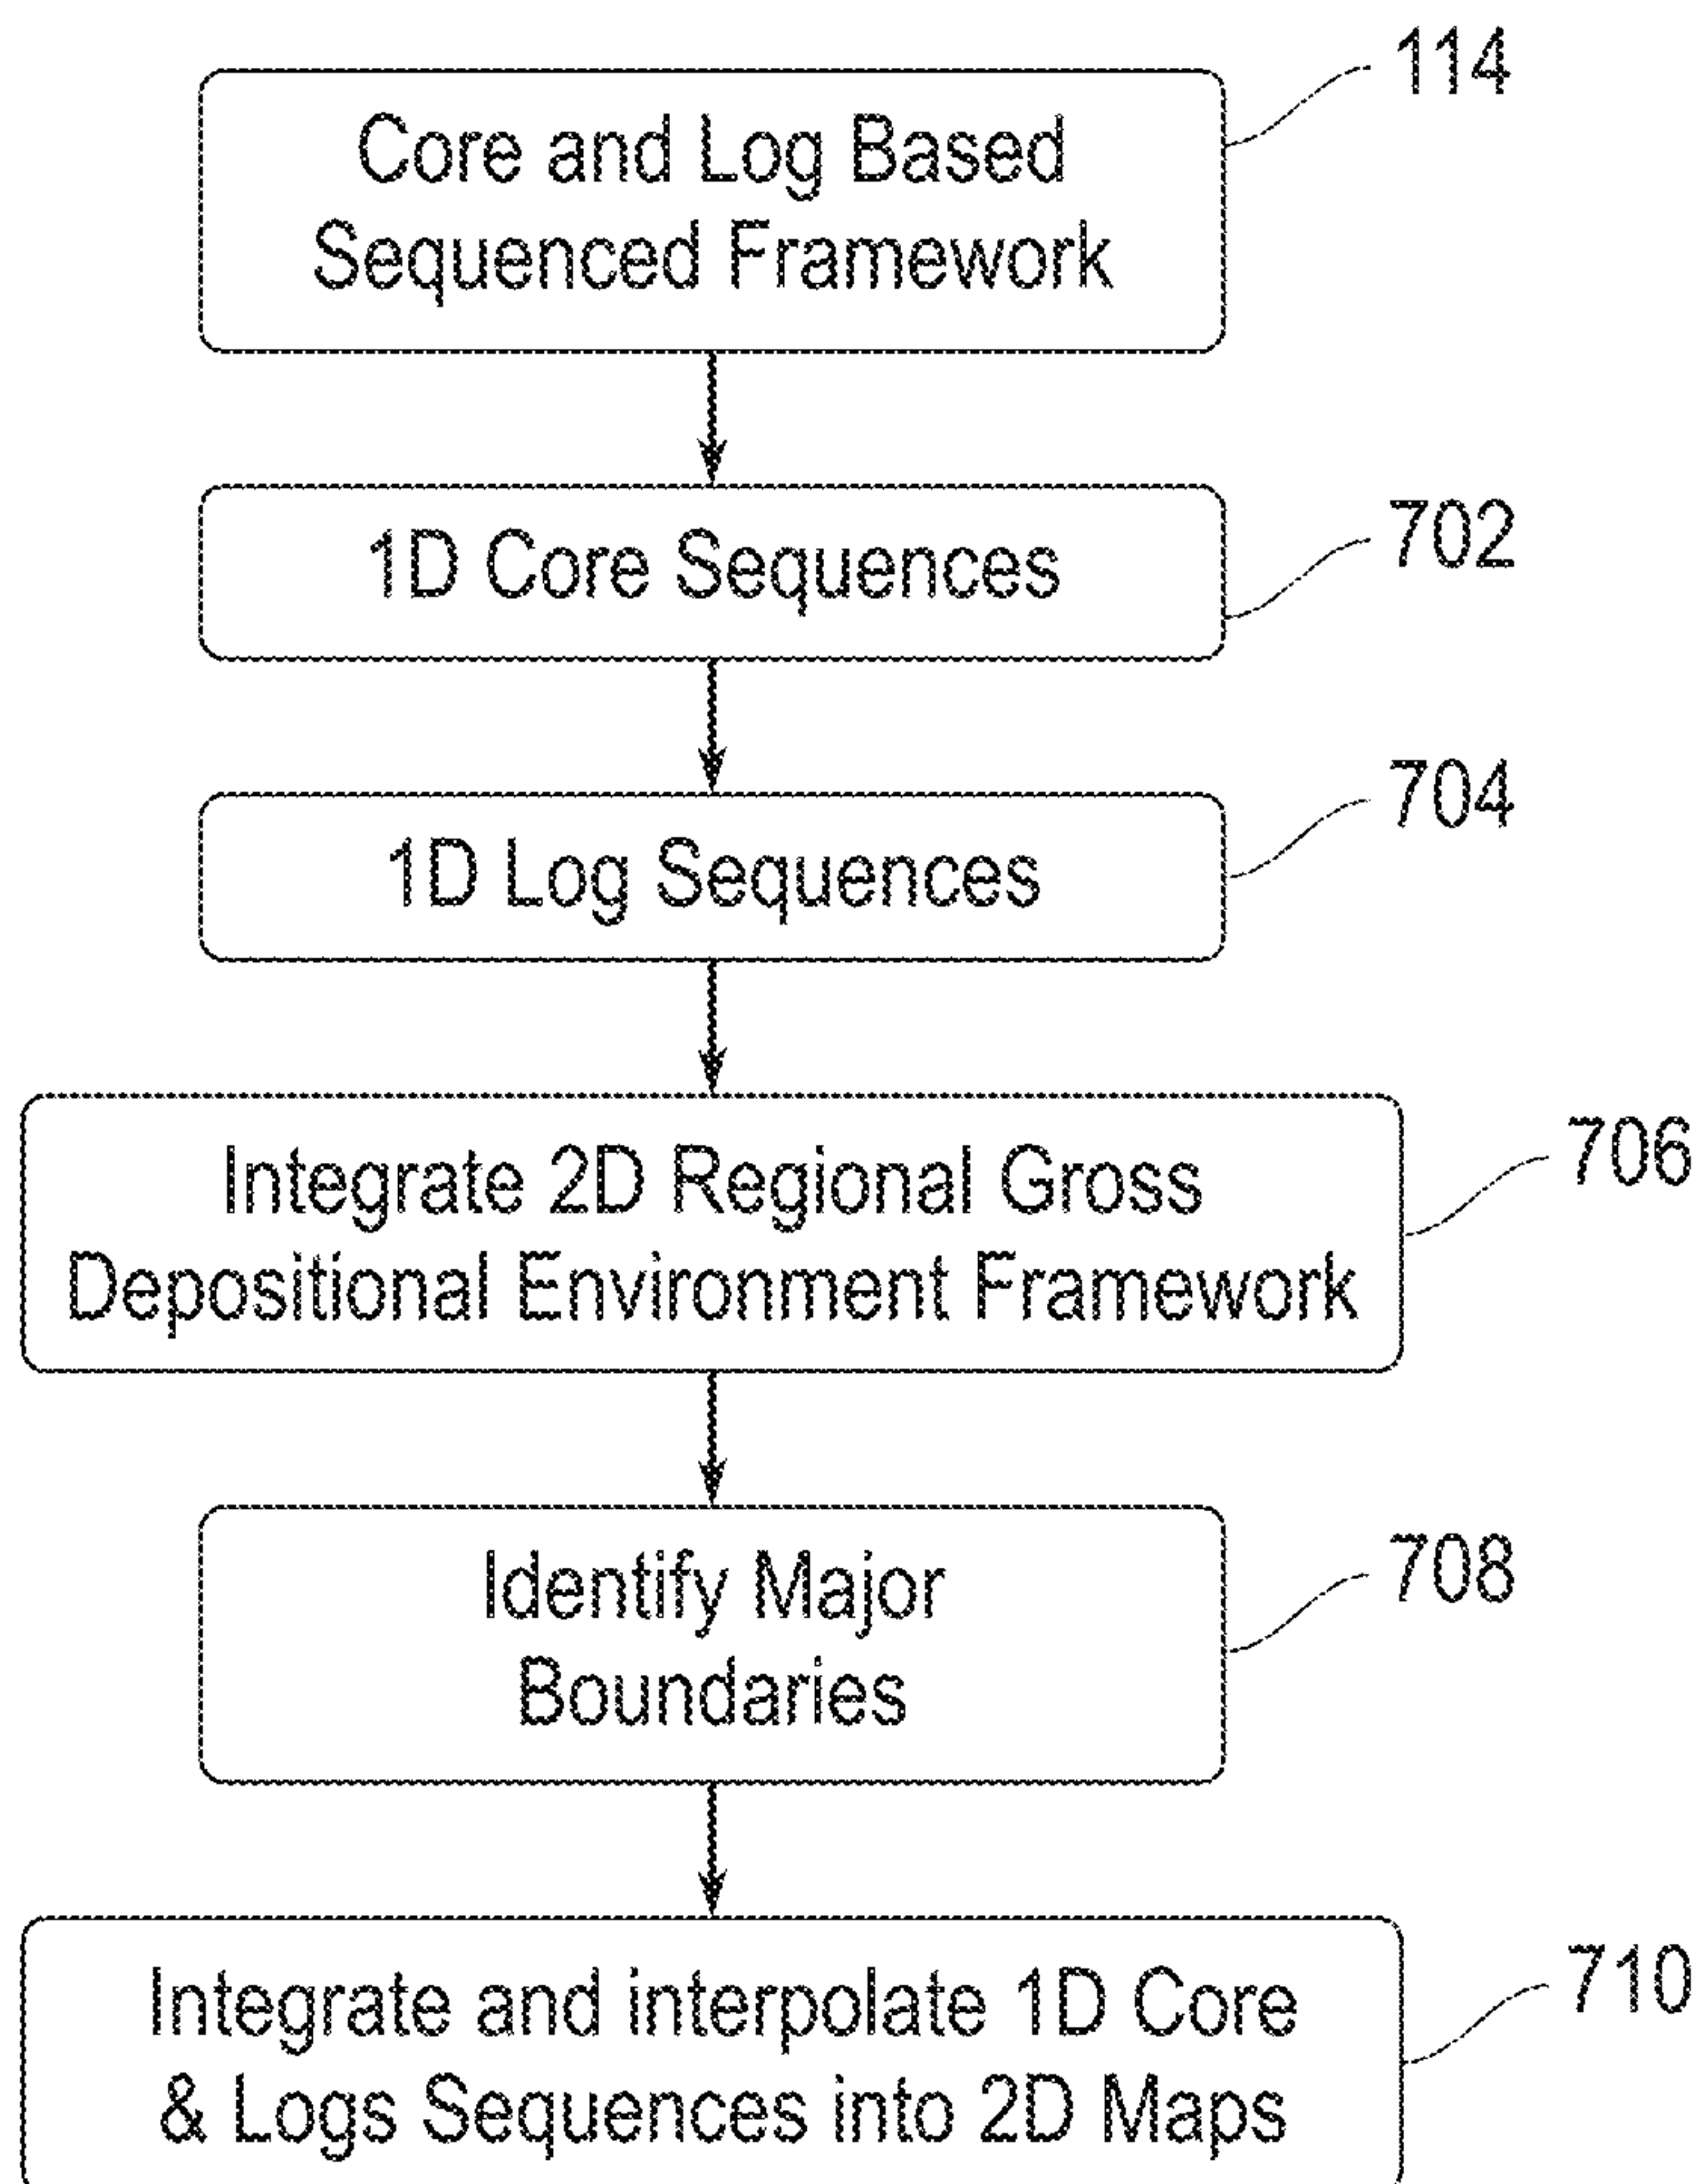 114
Core and Log Based
Sequenced Framework
702
1D Core Sequences
704
1D Log Sequences
706
Integrate 2D Regional Gross
Depositional Environment Framework
708
Identify Major
Boundaries
710
Integrate and interpolate 1D Core
& Logs Sequences into 2D Maps